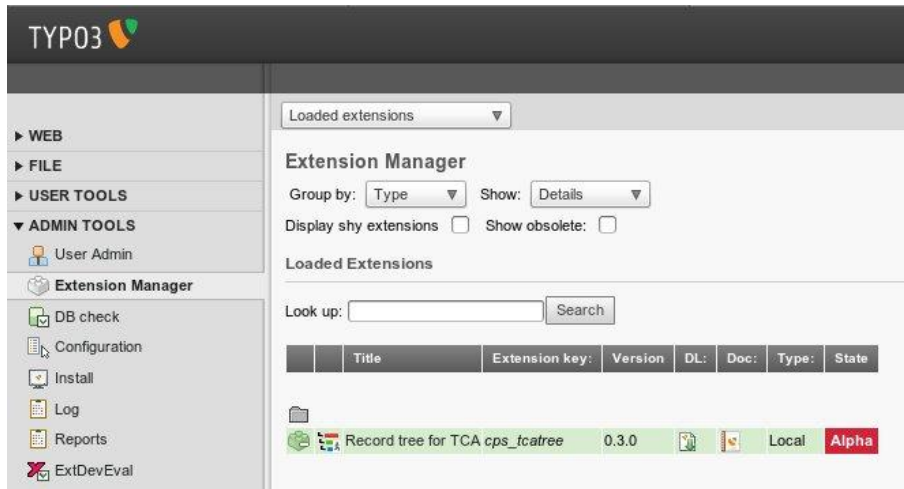 TYPO3
Loaded extensions
WEB
FILE
USER TOOLS
ADMIN TOOLS
User Admin
Extension Manager
DB check
Configuration
Install
Log
Reports
ExtDevEval
Extension Manager
Group by: Type Show: Details
Display shy extensions Show obsolete:
Loaded Extensions
Look up: Search
Title Extension key: Version DL: Doc: Type: State
Record tree for TCA cps_tcatree 0.3.0 Local Alpha